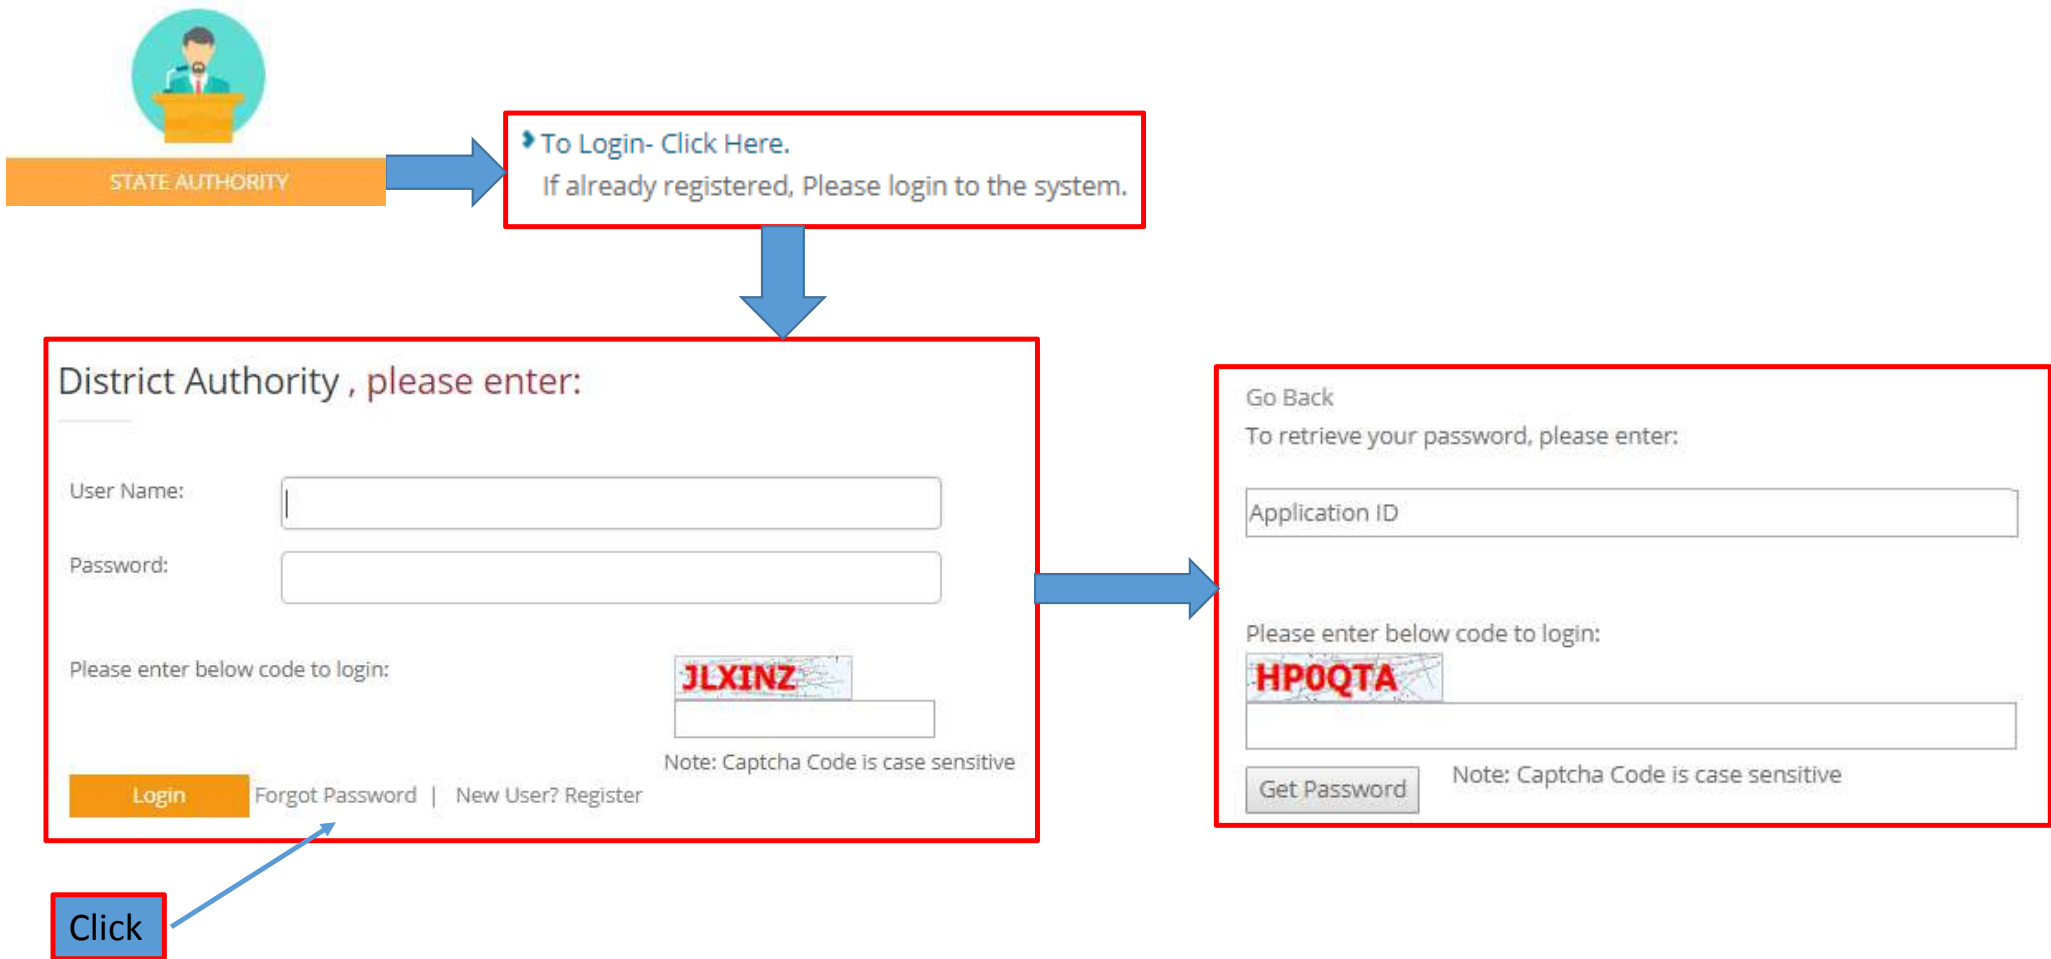 STATE AUTHORITY
To Login- Click Here.
If already registered, Please login to the system.
District Authority , please enter:
User Name:
Password:
Please enter below code to login:
JLXINZ
Note: Captcha Code is case sensitive
Login Forgot Password | New User? Register
Click
Go Back
To retrieve your password, please enter:
Application ID
Please enter below code to login:
HP0QTA
Get Password Note: Captcha Code is case sensitive